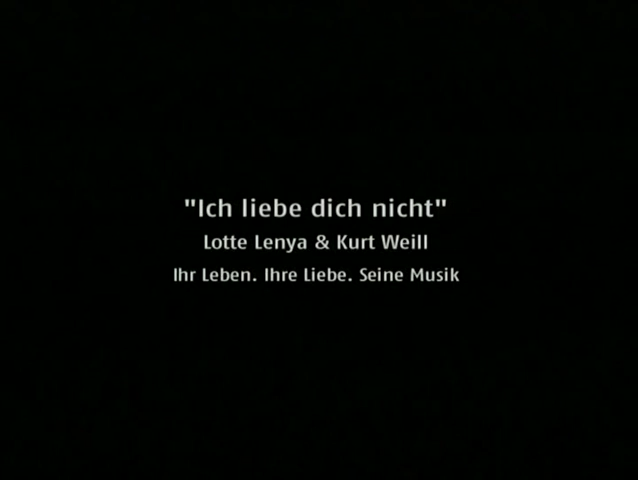 "Ich liebe dich nicht"
Lotte Lenya & Kurt Weill
Ihr Leben. Ihre Liebe. Seine Musik